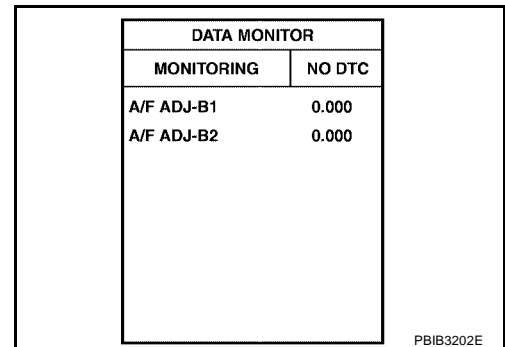 DATA MONITOR
MONITORING NO DTC
A/F ADJ-B1 0.000
A/F ADJ-B2 0.000
PBIB3202E